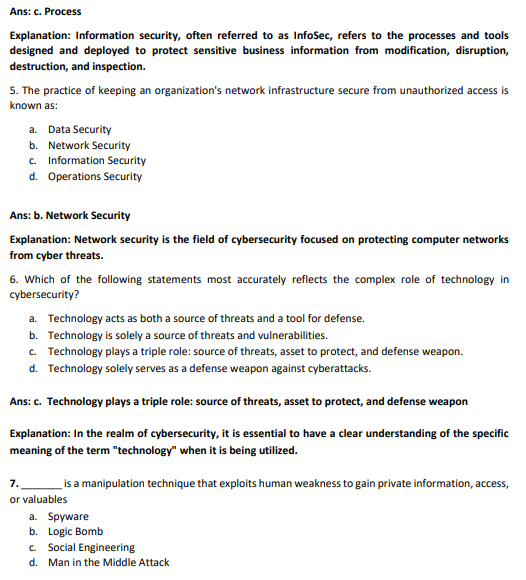 Ans: c. Process
Explanation: Information security, often referred to as InfoSec, refers to the processes and tools
designed and deployed to protect sensitive business information from modification, disruption,
destruction, and inspection.
5. The practice of keeping an organization's network infrastructure secure from unauthorized access is
known as:
a. Data Security
b. Network Security
c. Information Security
d. Operations Security
Ans: b. Network Security
Explanation: Network security is the field of cybersecurity focused on protecting computer networks
from cyber threats.
6. Which of the following statements most accurately reflects the complex role of technology in
cybersecurity?
a. Technology acts as both a source of threats and a tool for defense.
b. Technology is solely a source of threats and vulnerabilities.
c. Technology plays a triple role: source of threats, asset to protect, and defense weapon.
d. Technology solely serves as a defense weapon against cyberattacks.
Ans: c. Technology plays a triple role: source of threats, asset to protect, and defense weapon
Explanation: In the realm of cybersecurity, it is essential to have a clear understanding of the specific
meaning of the term "technology" when it is being utilized.
7. _______ is a manipulation technique that exploits human weakness to gain private information, access,
or valuables
a. Spyware
b. Logic Bomb
c. Social Engineering
d. Man in the Middle Attack